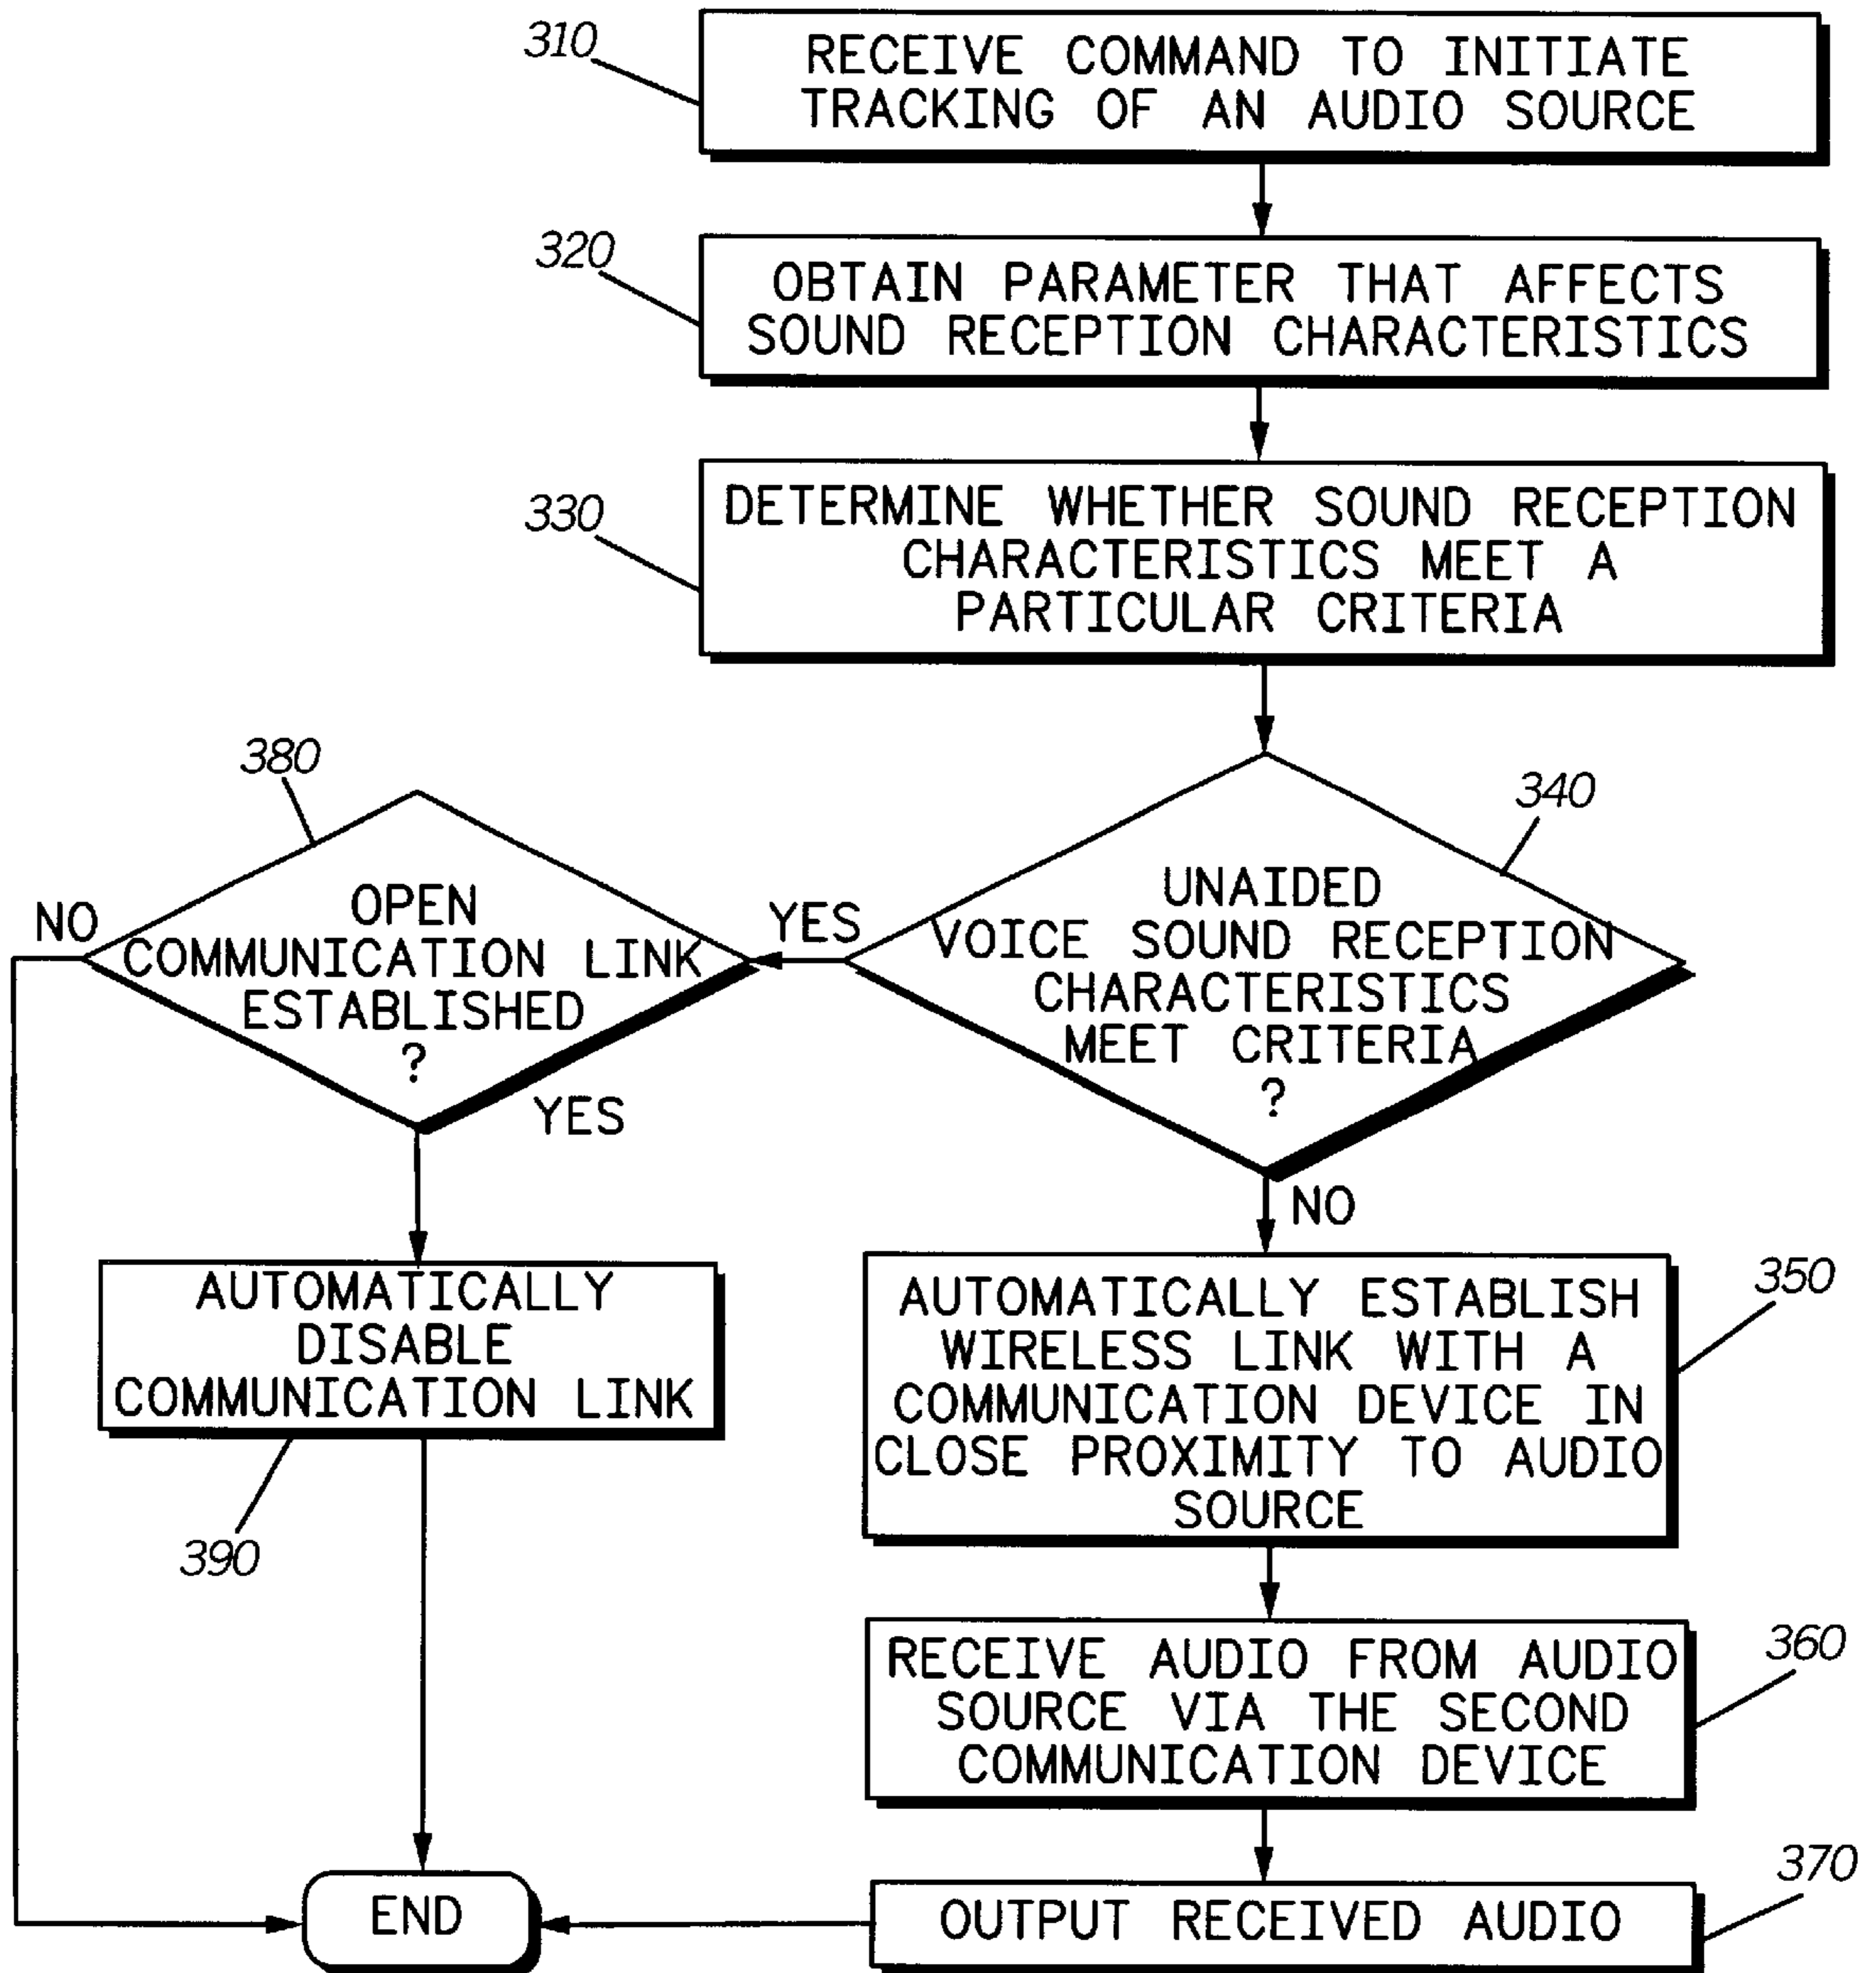 310
RECEIVE COMMAND TO INITIATE
TRACKING OF AN AUDIO SOURCE
320
OBTAIN PARAMETER THAT AFFECTS
SOUND RECEPTION CHARACTERISTICS
330
DETERMINE WHETHER SOUND RECEPTION
CHARACTERISTICS MEET A
PARTICULAR CRITERIA
340
UNAIDED
VOICE SOUND RECEPTION
CHARACTERISTICS
MEET CRITERIA
?
YES
NO
380
OPEN
COMMUNICATION LINK
ESTABLISHED
?
NO
YES
AUTOMATICALLY
DISABLE
COMMUNICATION LINK
390
350
AUTOMATICALLY ESTABLISH
WIRELESS LINK WITH A
COMMUNICATION DEVICE IN
CLOSE PROXIMITY TO AUDIO
SOURCE
360
RECEIVE AUDIO FROM AUDIO
SOURCE VIA THE SECOND
COMMUNICATION DEVICE
370
OUTPUT RECEIVED AUDIO
END